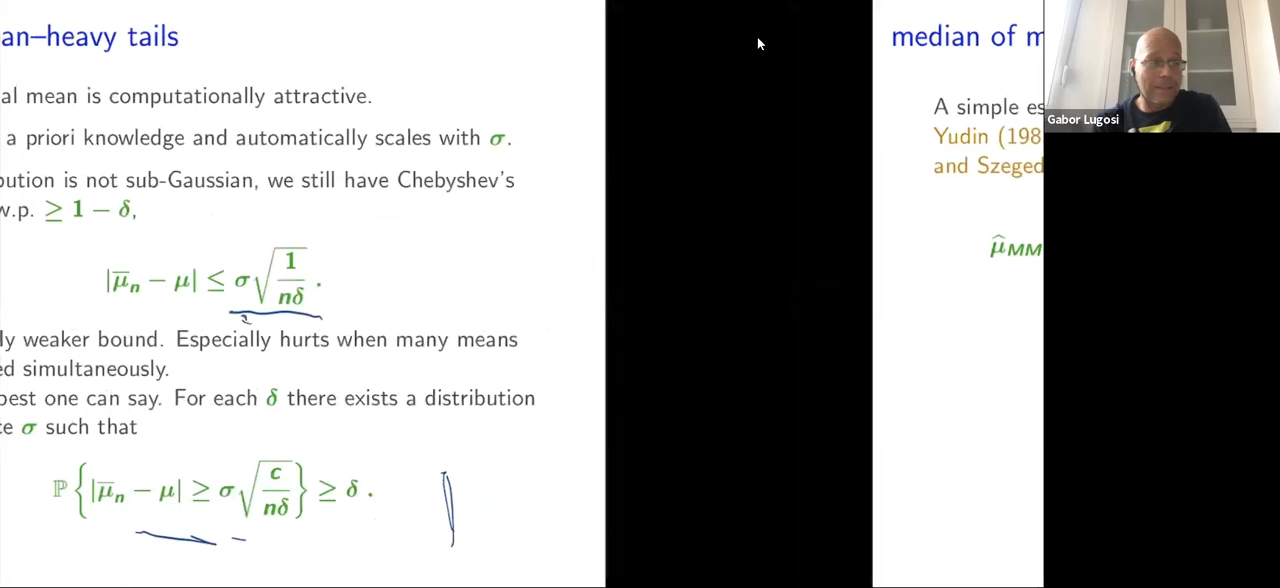 an–heavy tails
al mean is computationally attractive.
a priori knowledge and automatically scales with σ.
bution is not sub-Gaussian, we still have Chebyshev's
w.p. ≥ 1 − δ,
|μ̅ₙ − μ| ≤ σ√(1/(nδ)) .
ly weaker bound. Especially hurts when many means
ed simultaneously.
best one can say. For each δ there exists a distribution
ce σ such that
ℙ{|μ̅ₙ − μ| ≥ σ√(c/(nδ))} ≥ δ .
median of m
A simple es
Yudin (198
and Szeged
μ̂MM
Gabor Lugosi